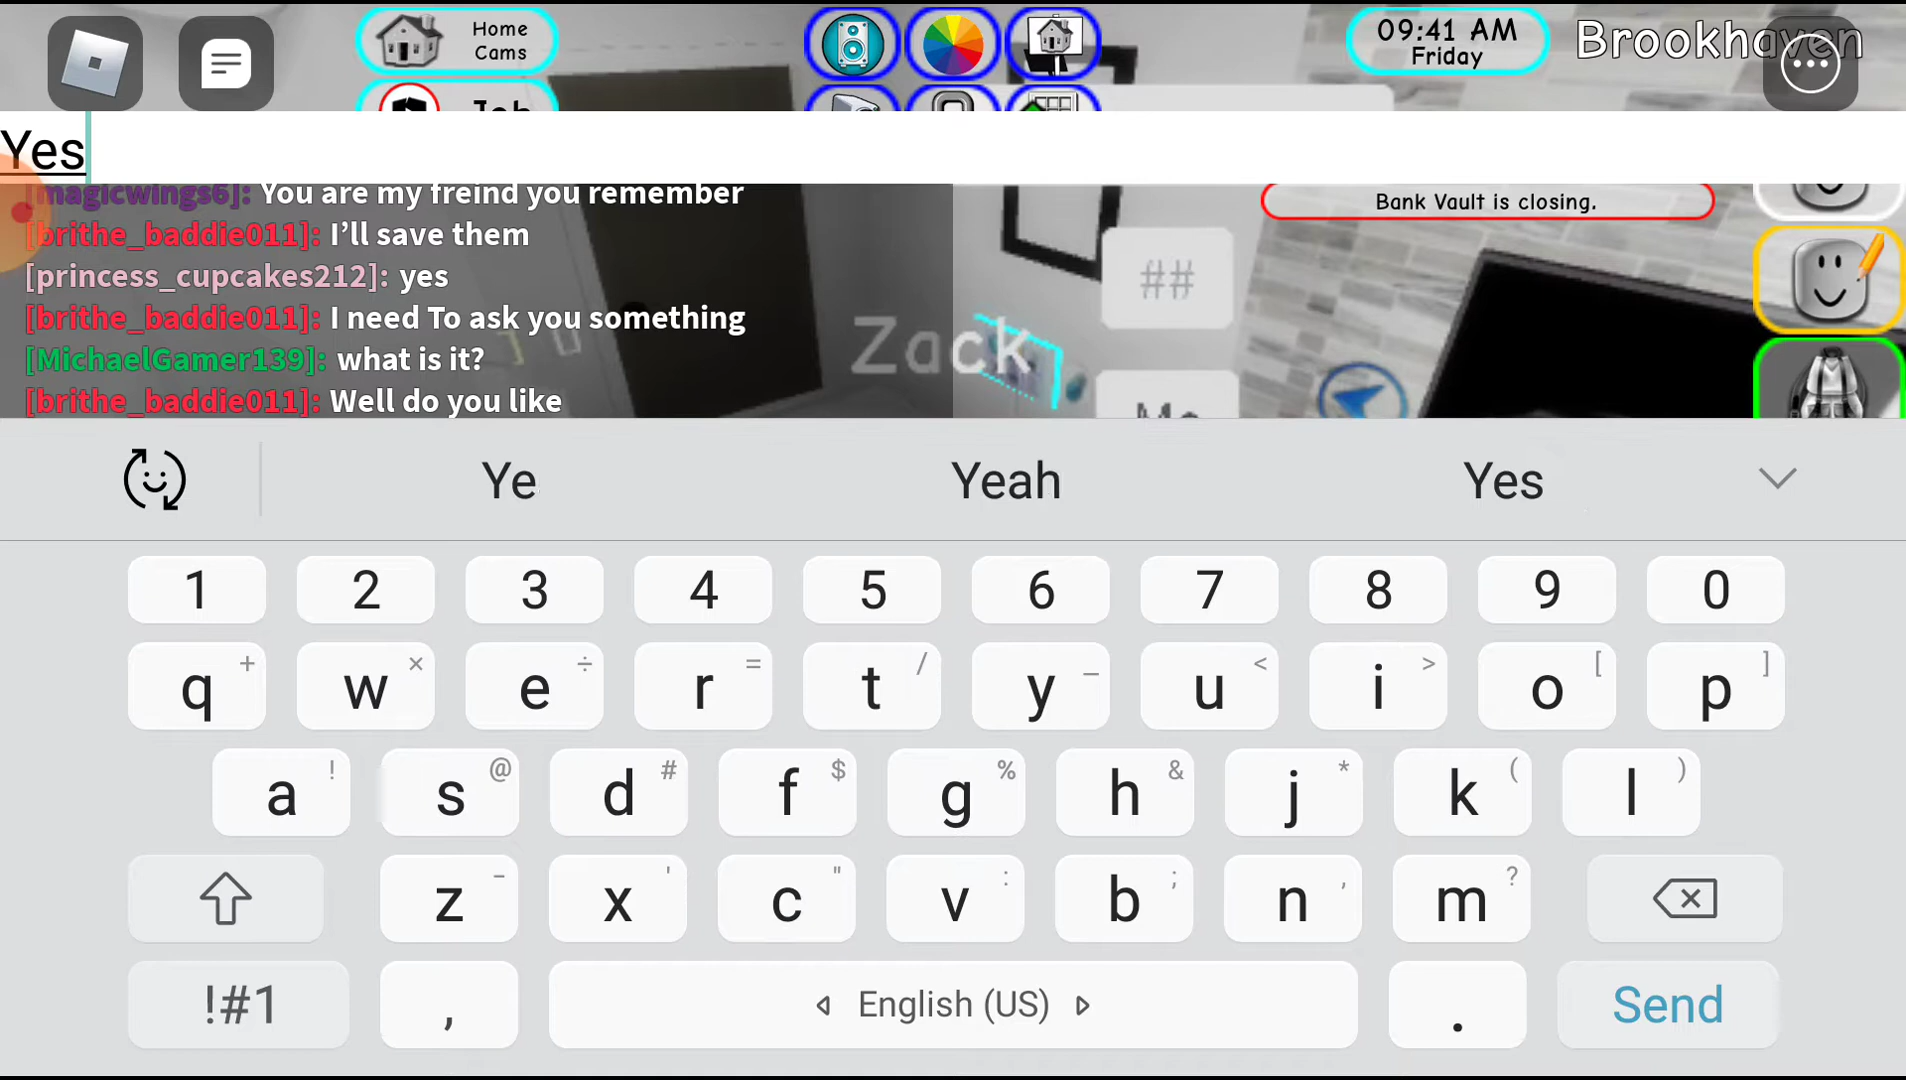 Home
Cams
09:41 AM
Friday
Brookhaven
Yes
[magicwings6]: You are my freind you remember
Bank Vault is closing.
[brithe_baddie011]: I'll save them
[princess_cupcakes212]: yes
##
[brithe_baddie011]: I need To ask you something
Zack
[MichaelGamer139]: what is it?
[brithe_baddie011]: Well do you like
Ye
Yeah
Yes
1 2 3 4 5 6 7 8 9 0
q + w × e ÷ r = t / y _ u < i > o [ p ]
a ! s @ d # f $ g % h & j * k ( l )
z - x ' c " v : b ; n , m ?
!#1 , English (US) . Send